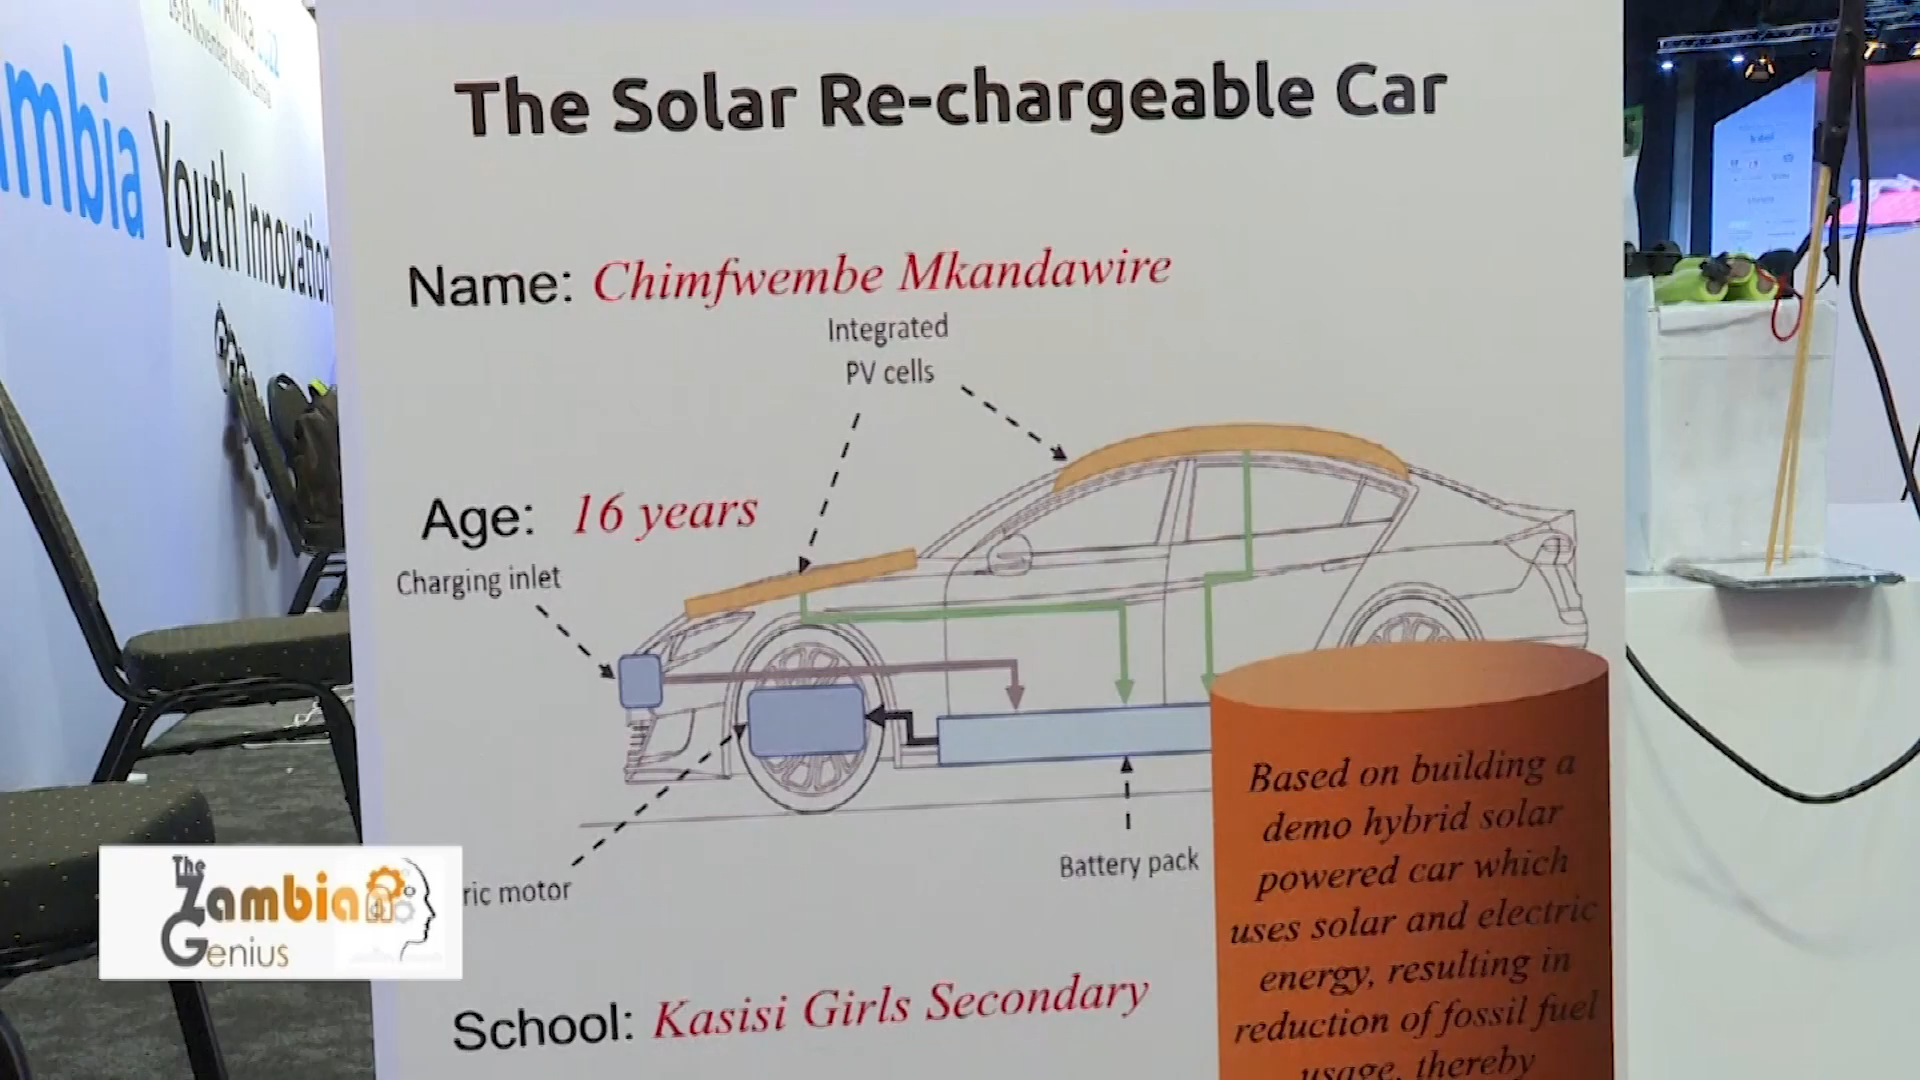 The Solar Re-chargeable Car
Name: Chimfwembe Mkandawire
Integrated
PV cells
Age: 16 years
Charging inlet
ric motor
Battery pack
School: Kasisi Girls Secondary
Based on building a
demo hybrid solar
powered car which
uses solar and electric
energy, resulting in
reduction of fossil fuel
usage, thereby
mbia Youth Innovation
The
Zambia
Genius